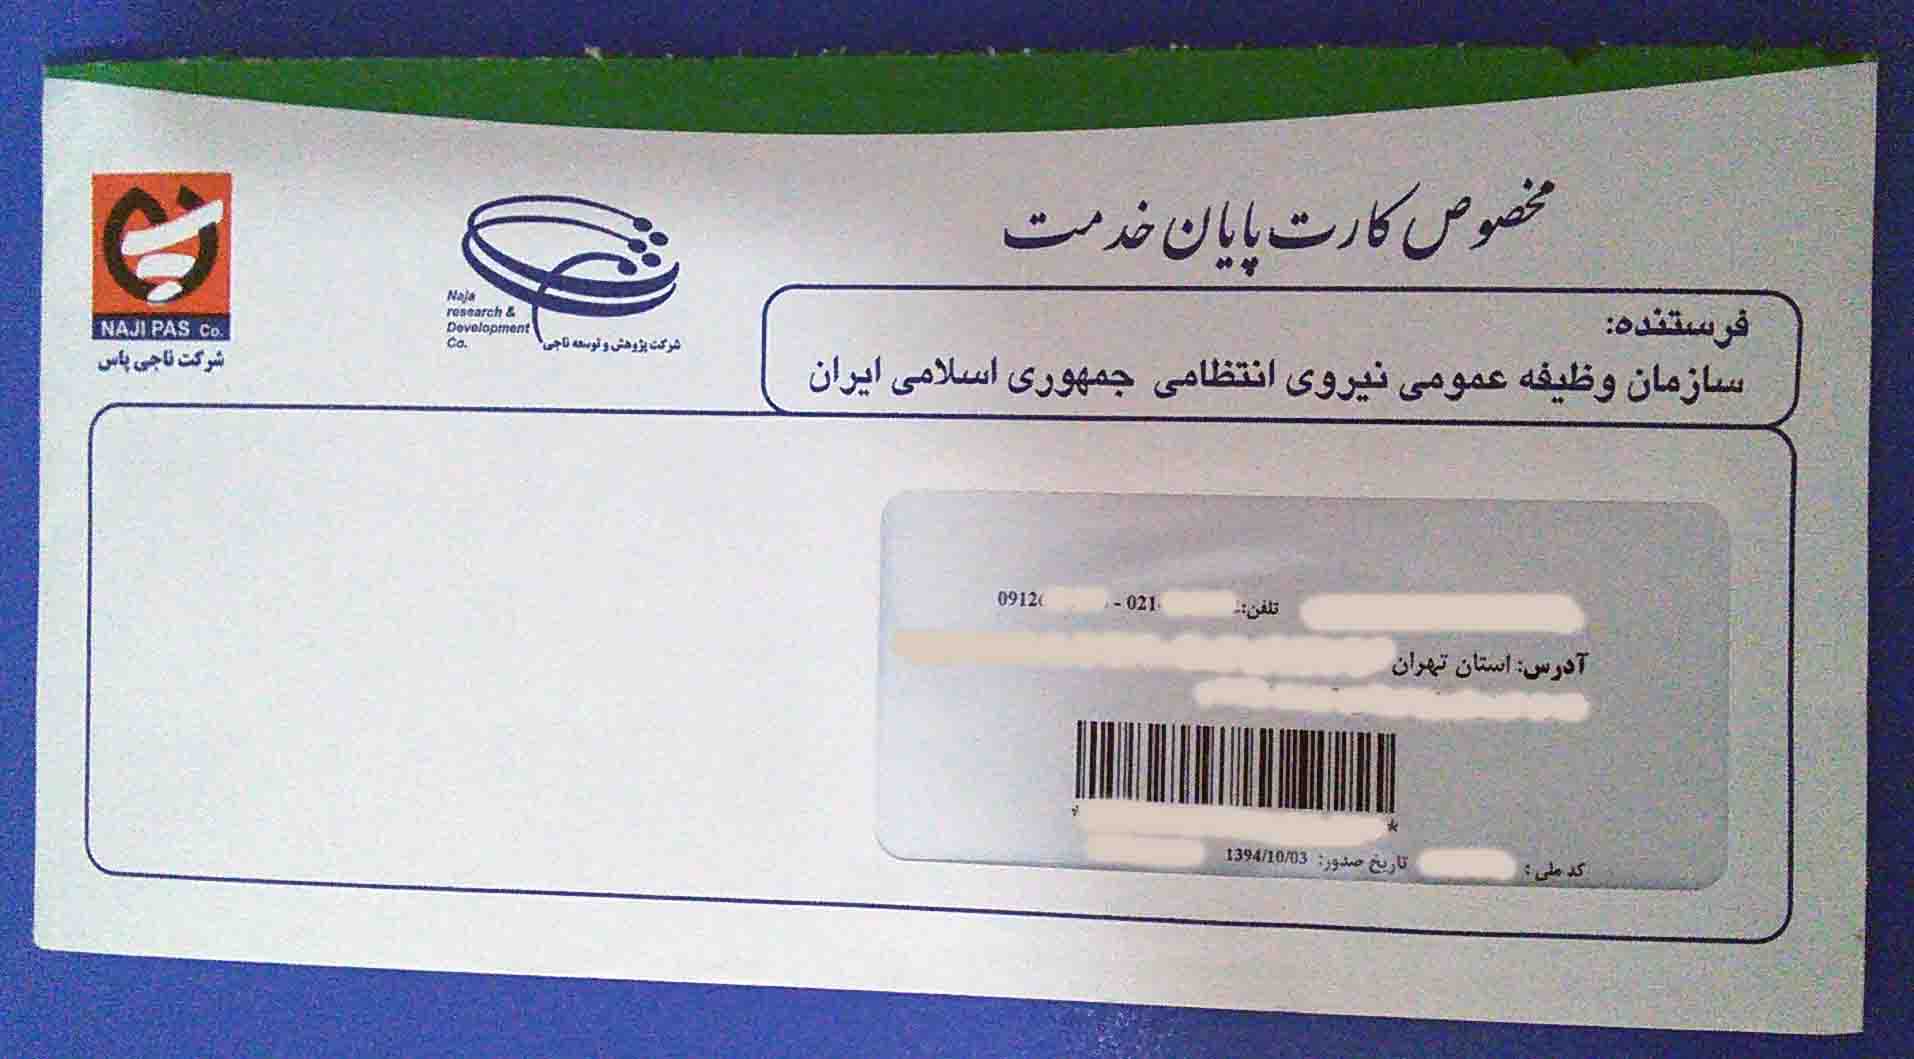 مخصوص کارت پایان خدمت
فرستنده:
سازمان وظیفه عمومی نیروی انتظامی جمهوری اسلامی ایران
Naja
research &
Development
Co.
شرکت پژوهش و توسعه ناجی
NAJI PAS Co.
شرکت ناجی پاس
تلفن: 021 - 0912
آدرس: استان تهران
* *
کد ملی : تاریخ صدور: 1394/10/03